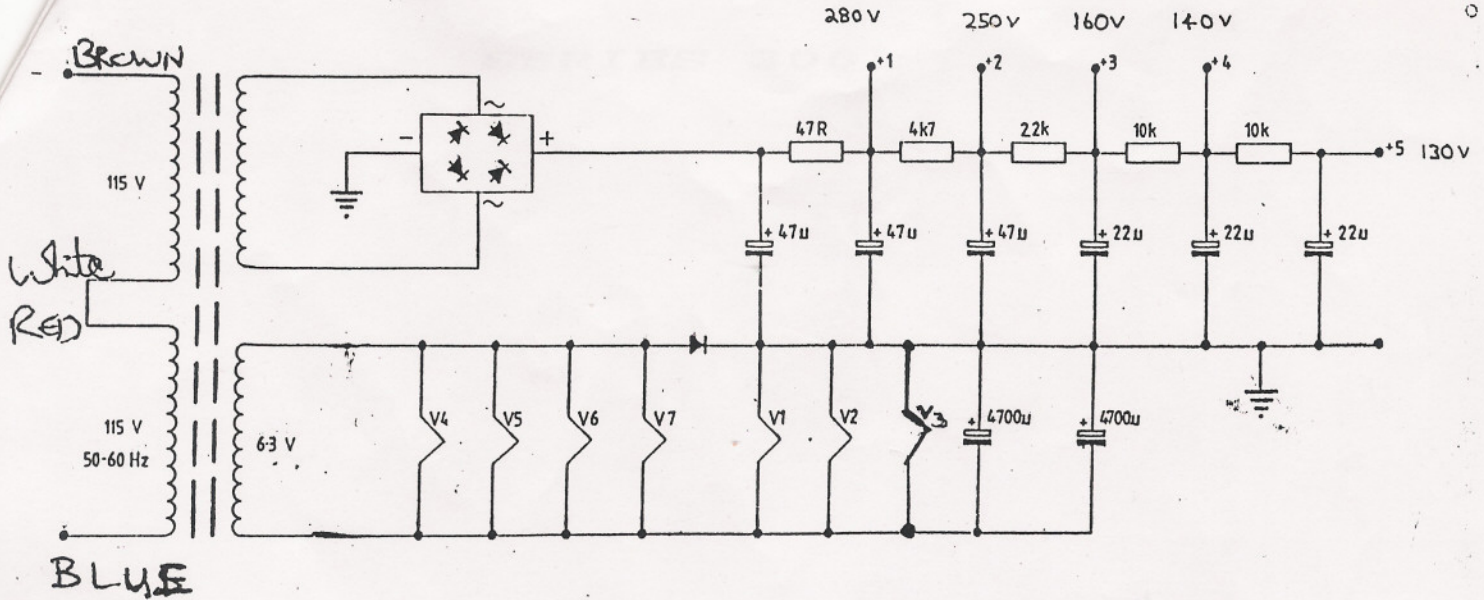 280V 250V 160V 140V
BROWN
- +1 +2 +3 +4
~
47R 4k7 22k 10k 10k
- + +5 130V
115 V
~
+ 47u + 47u + 47u + 22u + 22u + 22u
White
RED
V4 V5 V6 V7 V1 V2 V3 + 4700u + 4700u
115 V
50-60 Hz
6·3 V
BLUE